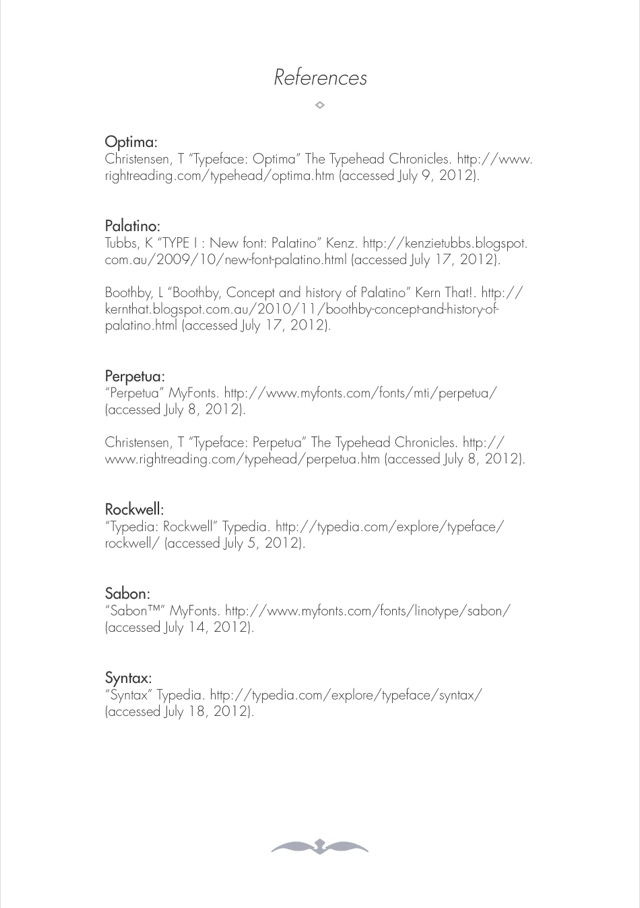 References
Optima:
Christensen, T “Typeface: Optima” The Typehead Chronicles. http://www.
rightreading.com/typehead/optima.htm (accessed July 9, 2012).
Palatino:
Tubbs, K “TYPE I : New font: Palatino” Kenz. http://kenzietubbs.blogspot.
com.au/2009/10/new-font-palatino.html (accessed July 17, 2012).
Boothby, L “Boothby, Concept and history of Palatino” Kern That!. http://
kernthat.blogspot.com.au/2010/11/boothby-concept-and-history-of-
palatino.html (accessed July 17, 2012).
Perpetua:
“Perpetua” MyFonts. http://www.myfonts.com/fonts/mti/perpetua/
(accessed July 8, 2012).
Christensen, T “Typeface: Perpetua” The Typehead Chronicles. http://
www.rightreading.com/typehead/perpetua.htm (accessed July 8, 2012).
Rockwell:
“Typedia: Rockwell” Typedia. http://typedia.com/explore/typeface/
rockwell/ (accessed July 5, 2012).
Sabon:
“Sabon™” MyFonts. http://www.myfonts.com/fonts/linotype/sabon/
(accessed July 14, 2012).
Syntax:
“Syntax” Typedia. http://typedia.com/explore/typeface/syntax/
(accessed July 18, 2012).